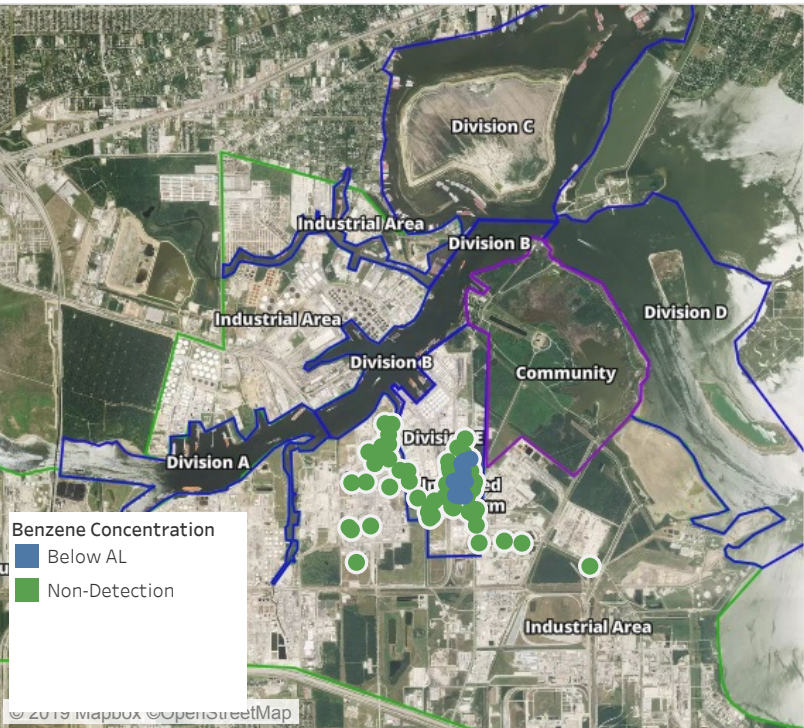 Division C
Industrial Area
Division B
Division D
Industrial Area
Division B
Community
Division A
Benzene Concentration
Below AL
Non-Detection
Industrial Area
© 2019 Mapbox ©OpenStreetMap